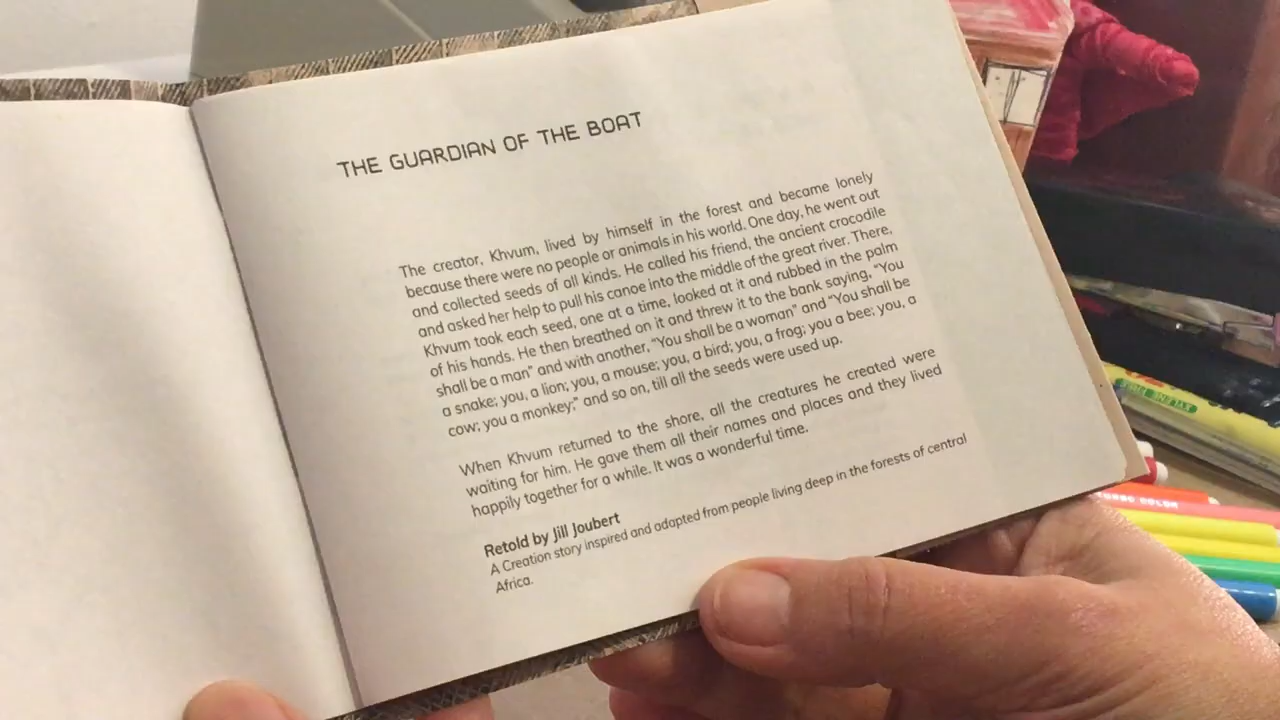 THE GUARDIAN OF THE BOAT
The creator, Khvum, lived by himself in the forest and became lonely
because there were no people or animals in his world. One day, he went out
and collected seeds of all kinds. He called his friend, the ancient crocodile
and asked her help to pull his canoe into the middle of the great river. There,
Khvum took each seed, one at a time, looked at it and rubbed in the palm
of his hands. He then breathed on it and threw it to the bank saying, “You
shall be a man” and with another, “You shall be a woman” and “You shall be
a snake; you, a lion; you, a mouse; you, a bird; you, a frog; you a bee; you, a
cow; you a monkey;” and so on, till all the seeds were used up.
When Khvum returned to the shore, all the creatures he created were
waiting for him. He gave them all their names and places and they lived
happily together for a while. It was a wonderful time.
Retold by Jill Joubert
A Creation story inspired and adapted from people living deep in the forests of central
Africa.